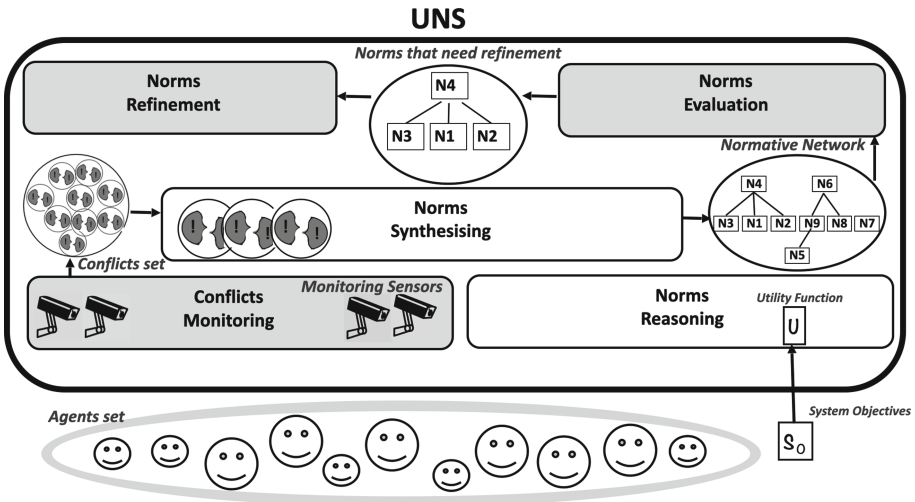 UNS
Norms that need refinement
Norms
Refinement
N4
N3 N1 N2
Norms
Evaluation
Normative Network
N4 N6
N3 N1 N2 N9 N8 N7
N5
Norms
Synthesising
! ! !
Conflicts set
Conflicts
Monitoring
Monitoring Sensors
Norms
Reasoning
Utility Function
U
Agents set
System Objectives
S₀